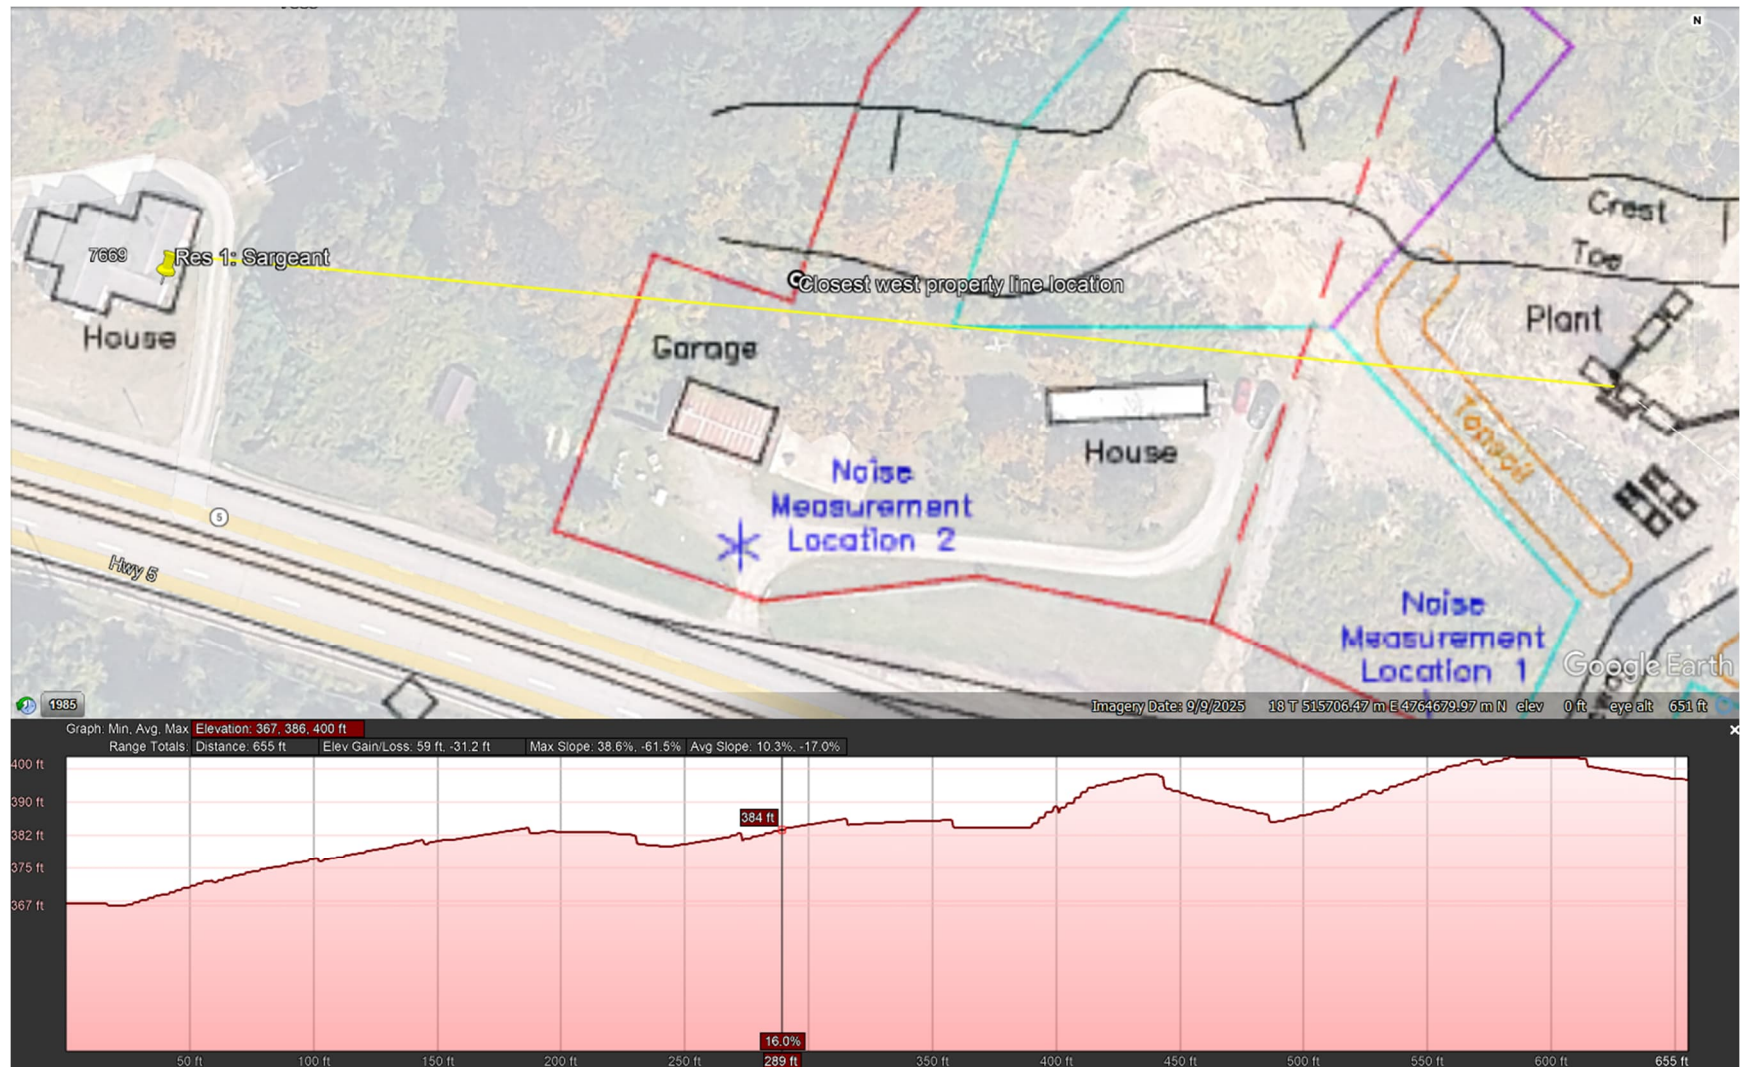 N
7669
Res 1: Sargeant
House
Closest west property line location
Garage
House
Crest
Toe
Plant
Topsoil
Noise
Measurement
Location 2
5
Hwy 5
Noise
Measurement
Location 1
Google Earth
1985
Imagery Date: 9/9/2025 18 T 515706.47 m E 4764679.97 m N elev 0 ft eye alt 651 ft
Graph: Min, Avg, Max Elevation: 367, 386, 400 ft
Range Totals: Distance: 655 ft Elev Gain/Loss: 59 ft, -31.2 ft Max Slope: 38.6%, -61.5% Avg Slope: 10.3%, -17.0%
400 ft
390 ft
382 ft
375 ft
367 ft
384 ft
16.0%
50 ft 100 ft 150 ft 200 ft 250 ft 289 ft 350 ft 400 ft 450 ft 500 ft 550 ft 600 ft 655 ft